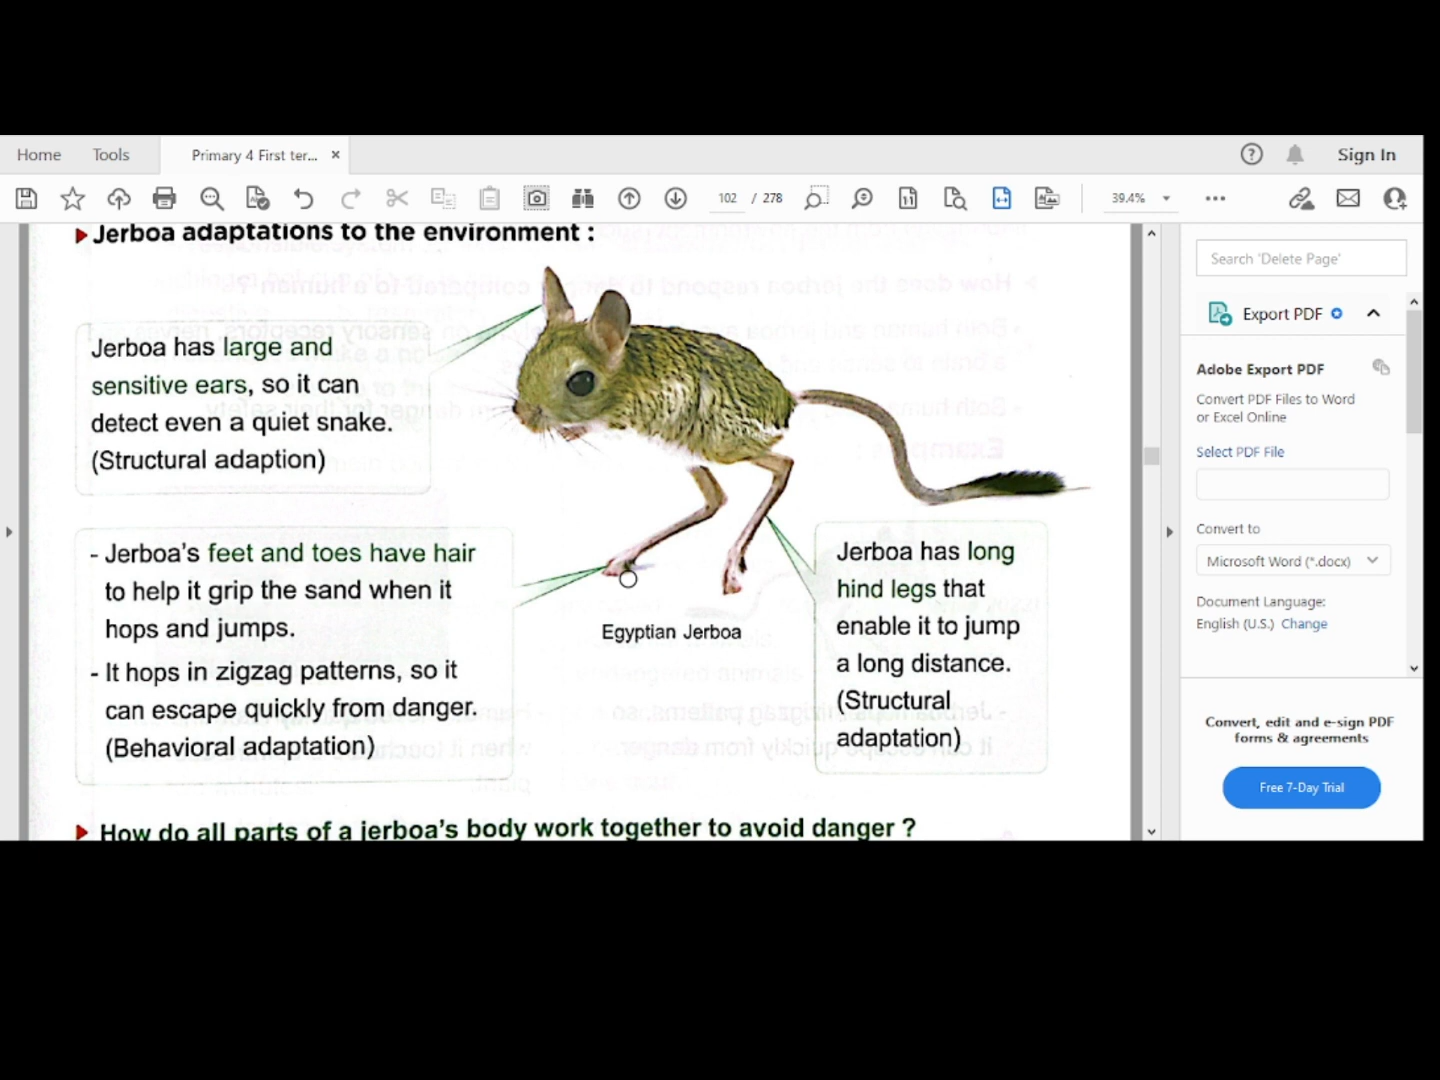 Home Tools Primary 4 First ter... × Sign In
102 / 278 39.4%
Jerboa adaptations to the environment :
Jerboa has large and
sensitive ears, so it can
detect even a quiet snake.
(Structural adaption)
- Jerboa's feet and toes have hair
to help it grip the sand when it
hops and jumps.
- It hops in zigzag patterns, so it
can escape quickly from danger.
(Behavioral adaptation)
Egyptian Jerboa
Jerboa has long
hind legs that
enable it to jump
a long distance.
(Structural
adaptation)
How do all parts of a jerboa's body work together to avoid danger ?
Search 'Delete Page'
Export PDF
Adobe Export PDF
Convert PDF Files to Word
or Excel Online
Select PDF File
Convert to
Microsoft Word (*.docx)
Document Language:
English (U.S.) Change
Convert, edit and e-sign PDF
forms & agreements
Free 7-Day Trial